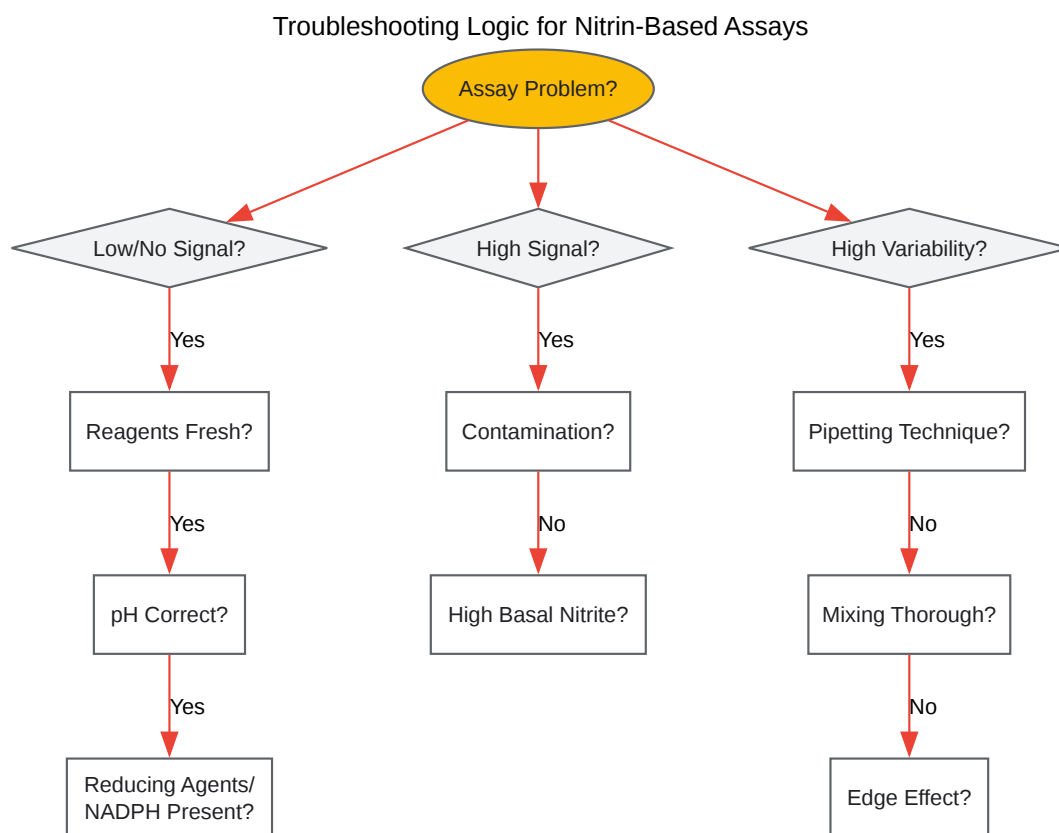 Troubleshooting Logic for Nitrin-Based Assays
Assay Problem?
Low/No Signal?
High Signal?
High Variability?
Yes
Yes
Yes
Reagents Fresh?
Contamination?
Pipetting Technique?
Yes
No
No
pH Correct?
High Basal Nitrite?
Mixing Thorough?
Yes
No
Reducing Agents/
NADPH Present?
Edge Effect?